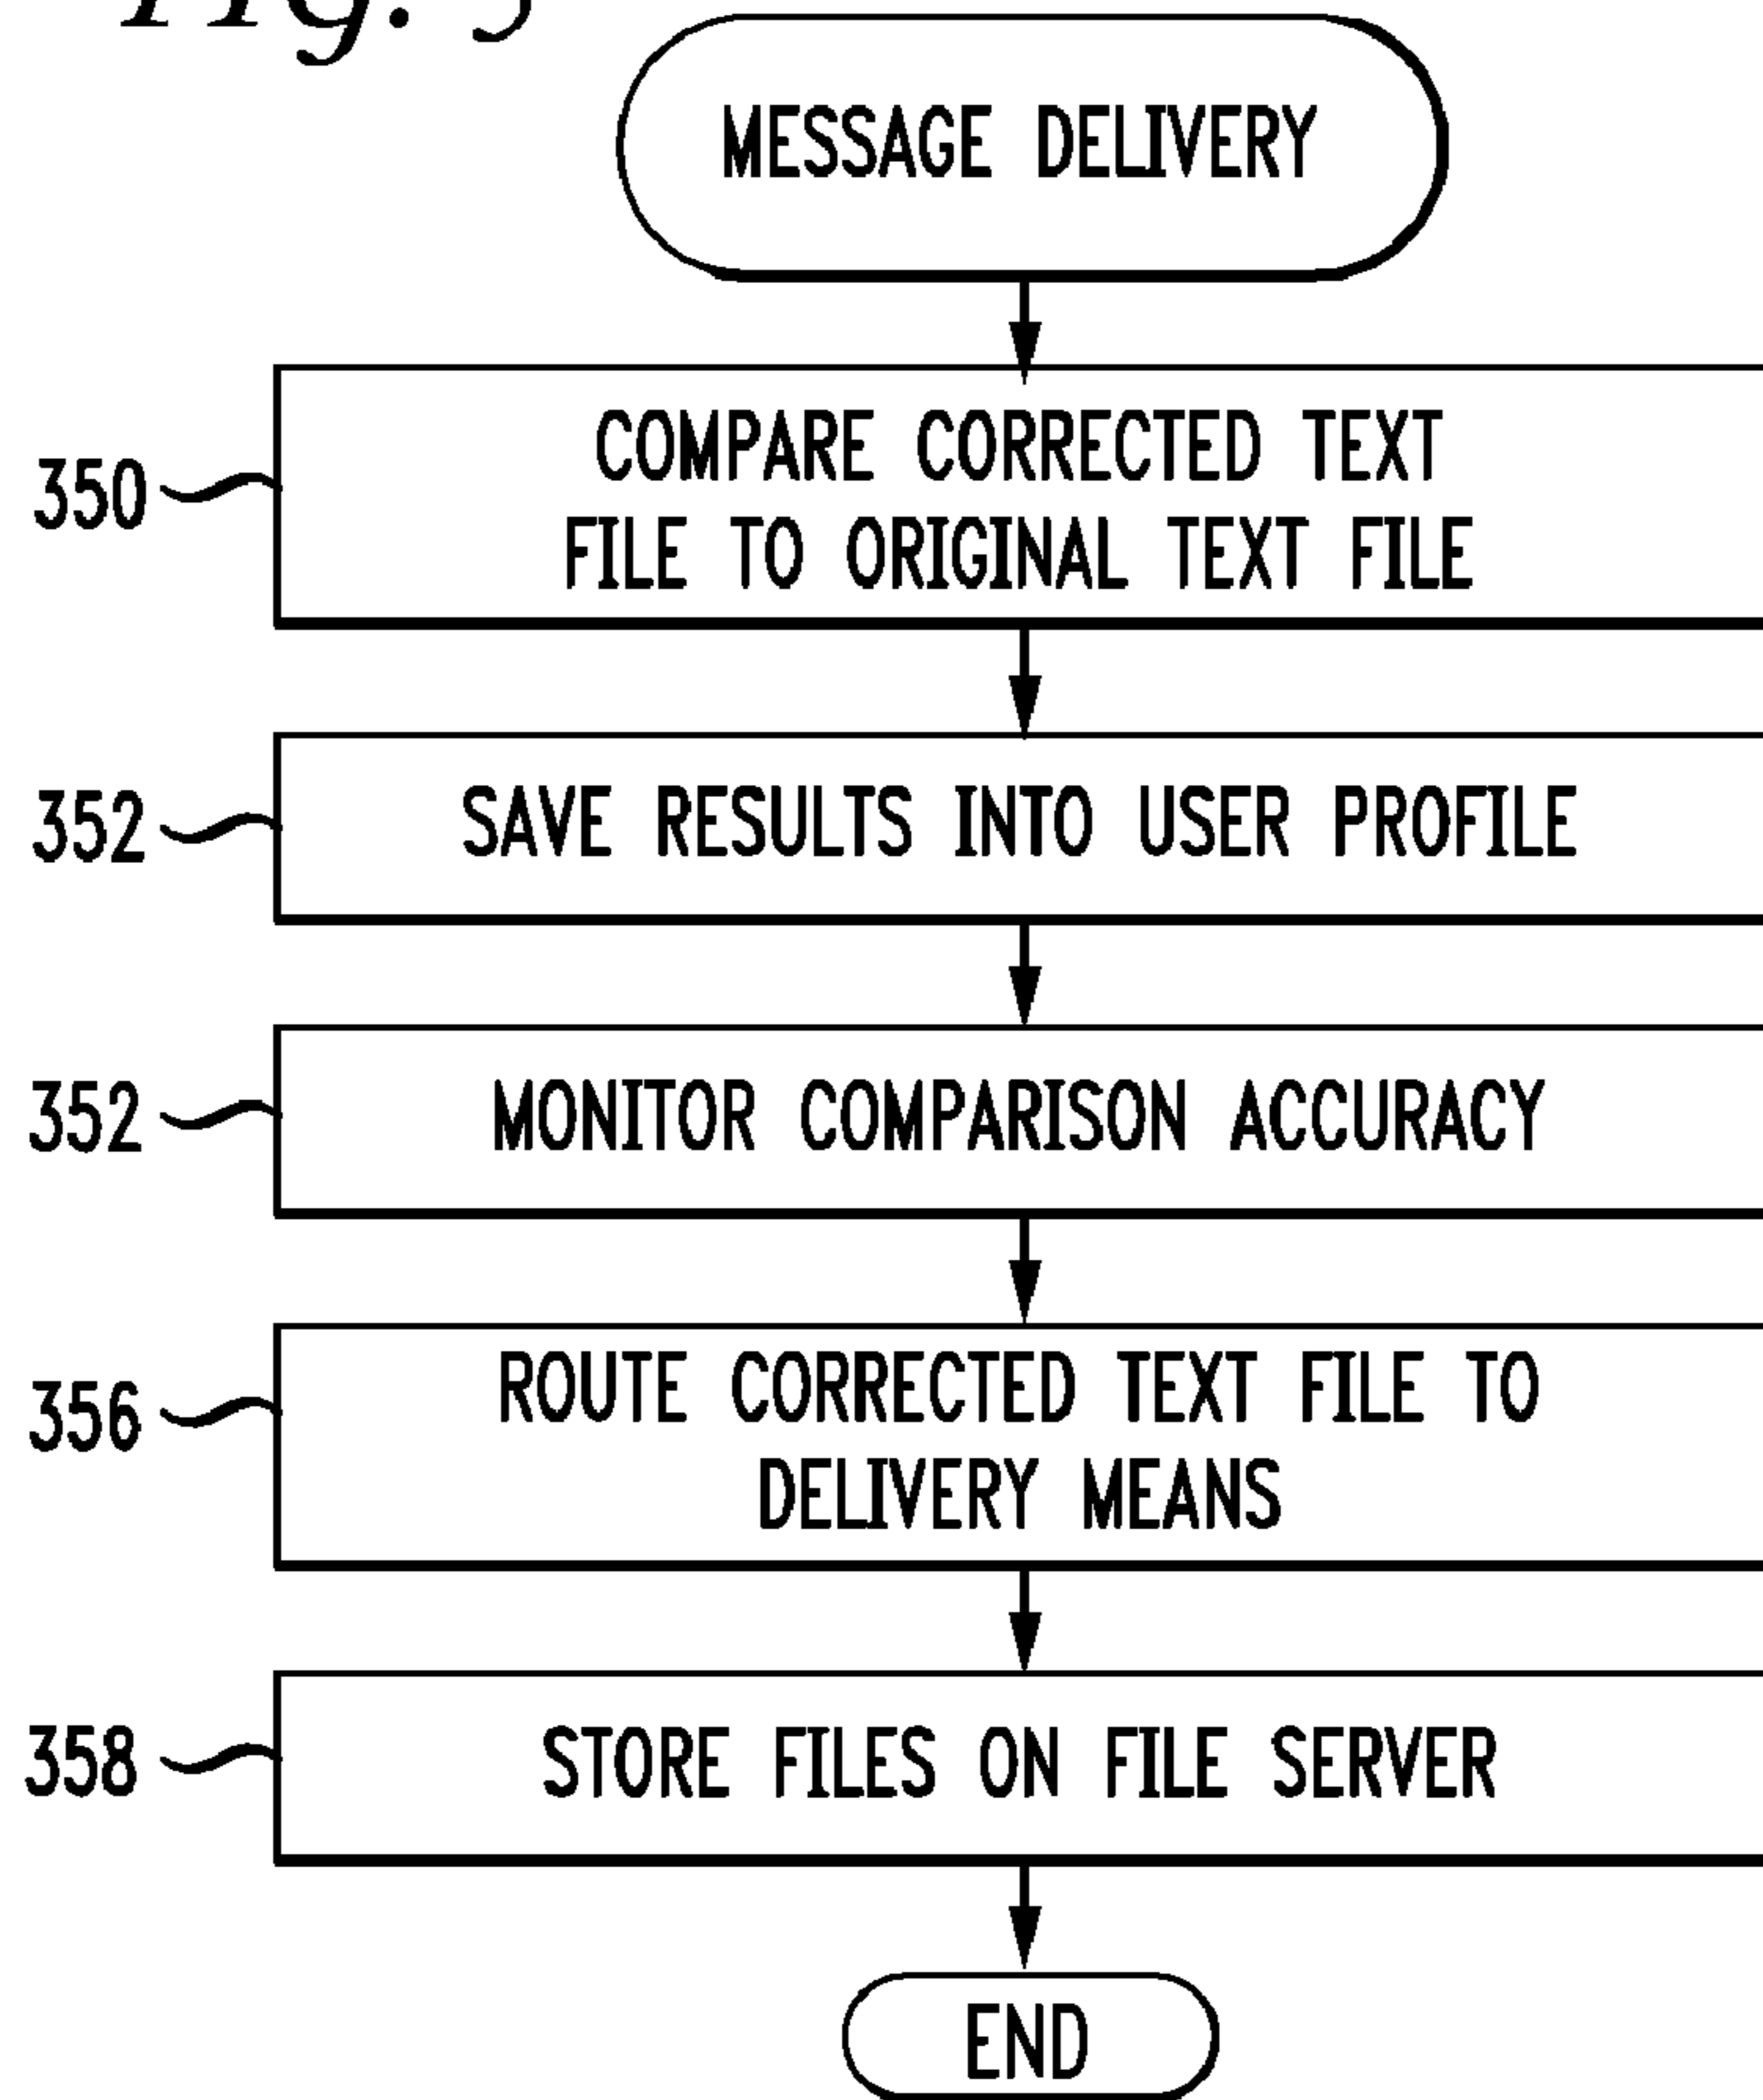 Fig.
MESSAGE DELIVERY
350
COMPARE CORRECTED TEXT
FILE TO ORIGINAL TEXT FILE
352
SAVE RESULTS INTO USER PROFILE
352
MONITOR COMPARISON ACCURACY
356
ROUTE CORRECTED TEXT FILE TO
DELIVERY MEANS
358
STORE FILES ON FILE SERVER
END